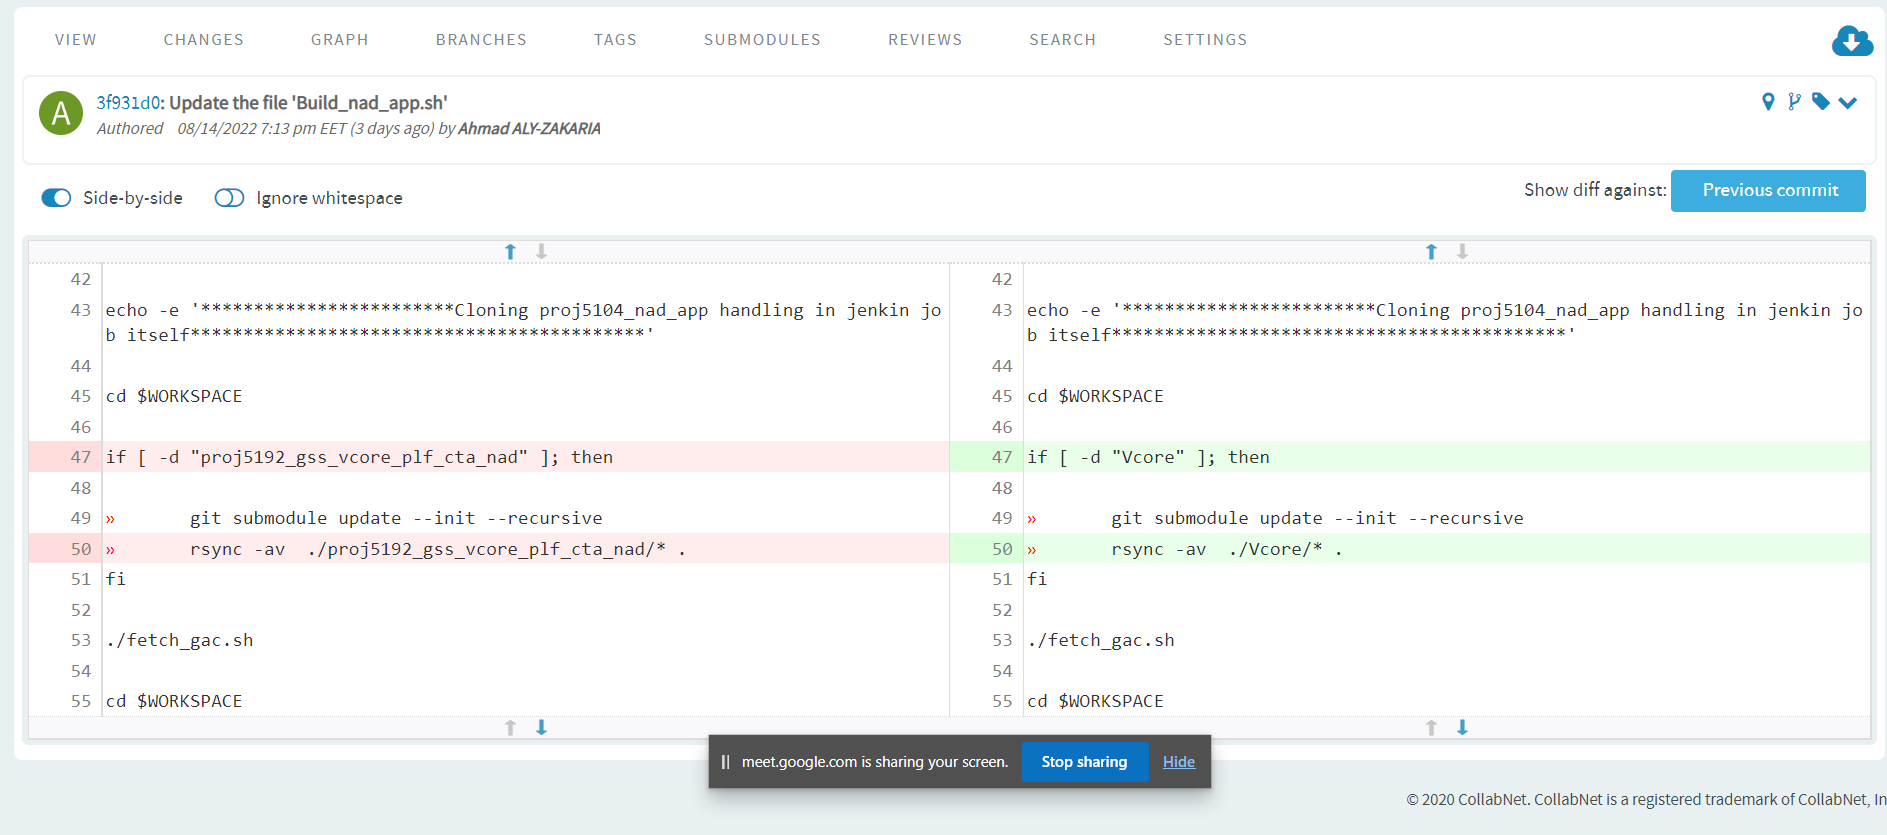 VIEW CHANGES GRAPH BRANCHES TAGS SUBMODULES REVIEWS SEARCH SETTINGS
A
3f931d0: Update the file 'Build_nad_app.sh'
Authored 08/14/2022 7:13 pm EET (3 days ago) by Ahmad ALY-ZAKARIA
Side-by-side Ignore whitespace
Show diff against: Previous commit
42
43 echo -e '************************Cloning proj5104_nad_app handling in jenkin jo
b itself*******************************************'
44
45 cd $WORKSPACE
46
47 if [ -d "proj5192_gss_vcore_plf_cta_nad" ]; then
48
49 » git submodule update --init --recursive
50 » rsync -av ./proj5192_gss_vcore_plf_cta_nad/* .
51 fi
52
53 ./fetch_gac.sh
54
55 cd $WORKSPACE
42
43 echo -e '************************Cloning proj5104_nad_app handling in jenkin jo
b itself*******************************************'
44
45 cd $WORKSPACE
46
47 if [ -d "Vcore" ]; then
48
49 » git submodule update --init --recursive
50 » rsync -av ./Vcore/* .
51 fi
52
53 ./fetch_gac.sh
54
55 cd $WORKSPACE
meet.google.com is sharing your screen. Stop sharing Hide
© 2020 CollabNet. CollabNet is a registered trademark of CollabNet, In